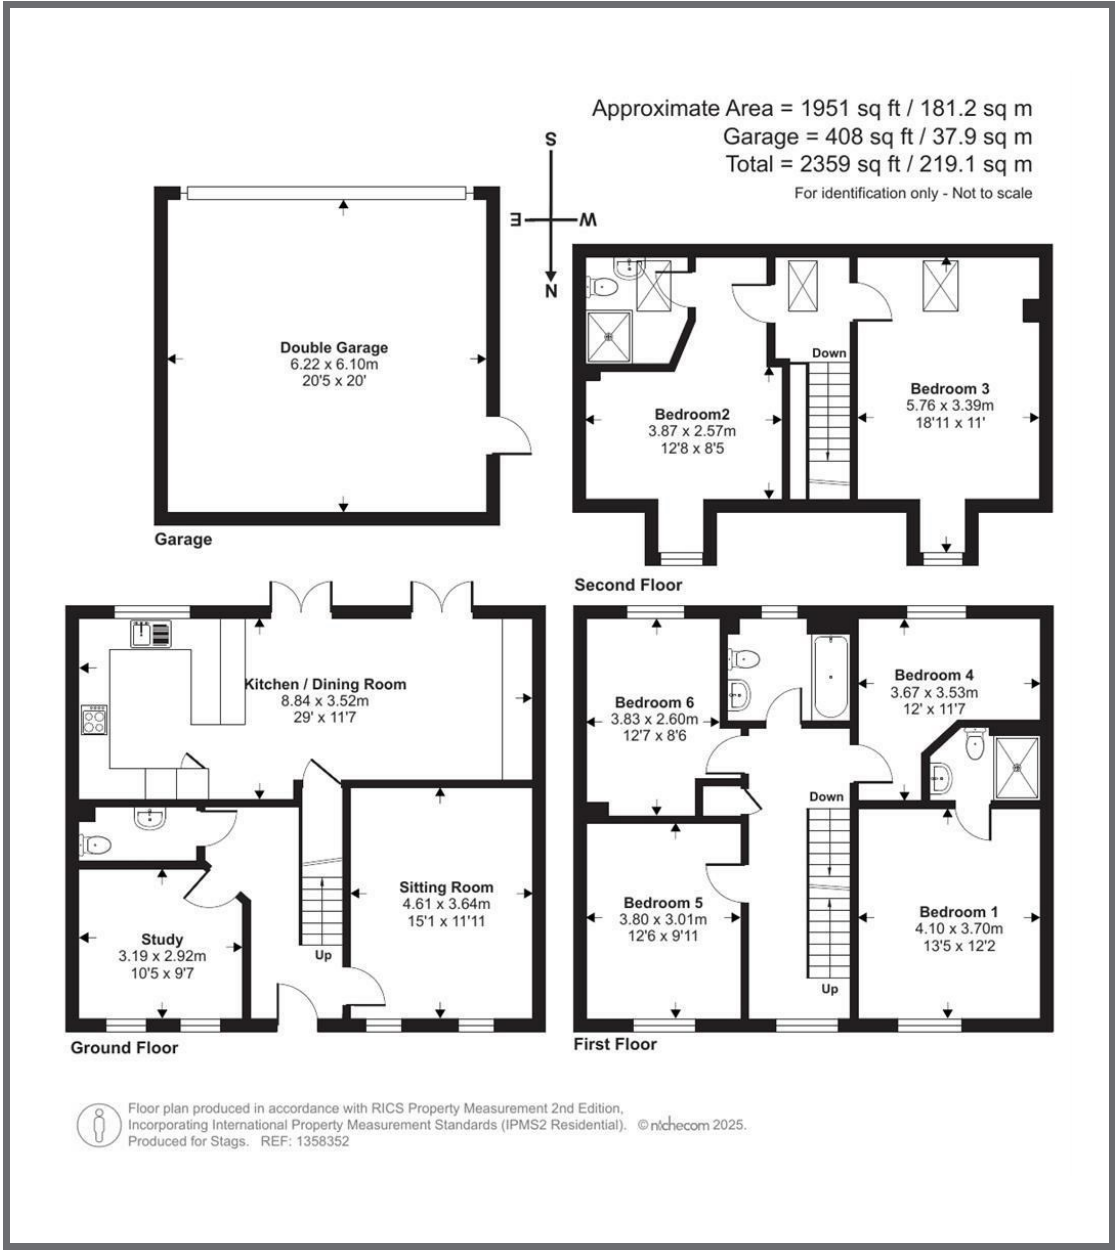 Approximate Area = 1951 sq ft / 181.2 sq m
Garage = 408 sq ft / 37.9 sq m
Total = 2359 sq ft / 219.1 sq m
For identification only - Not to scale
S
E
W
N
Double Garage
6.22 x 6.10m
20'5 x 20'
Garage
Down
Bedroom2
3.87 x 2.57m
12'8 x 8'5
Bedroom 3
5.76 x 3.39m
18'11 x 11'
Second Floor
Kitchen / Dining Room
8.84 x 3.52m
29' x 11'7
Sitting Room
4.61 x 3.64m
15'1 x 11'11
Study
3.19 x 2.92m
10'5 x 9'7
Up
Ground Floor
Bedroom 6
3.83 x 2.60m
12'7 x 8'6
Bedroom 4
3.67 x 3.53m
12' x 11'7
Down
Bedroom 5
3.80 x 3.01m
12'6 x 9'11
Bedroom 1
4.10 x 3.70m
13'5 x 12'2
Up
First Floor
Floor plan produced in accordance with RICS Property Measurement 2nd Edition,
Incorporating International Property Measurement Standards (IPMS2 Residential). © nichecom 2025.
Produced for Stags. REF: 1358352